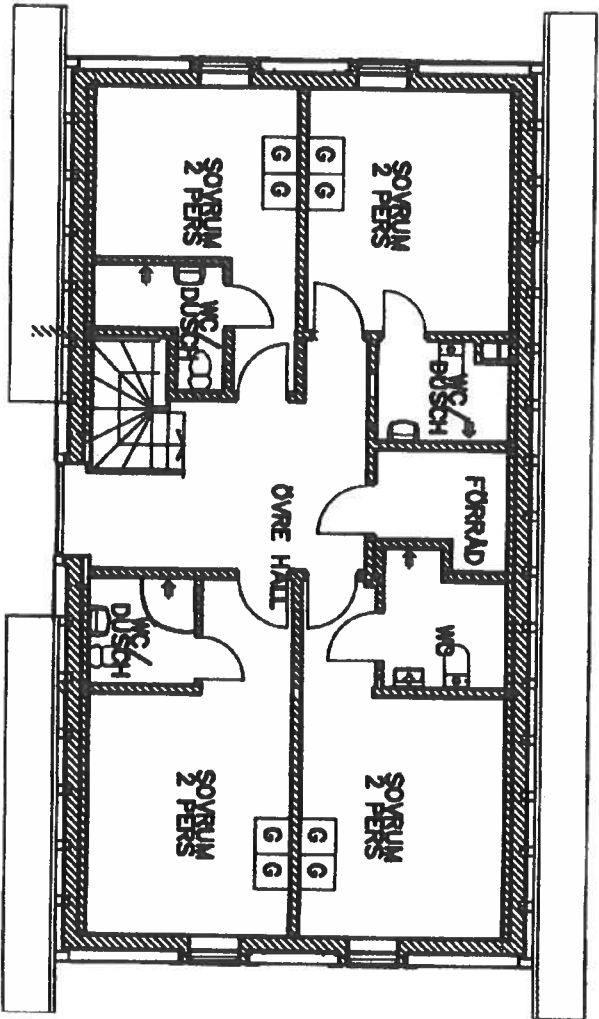 SOVRUM
2 PERS
WC/
DUSCH
FÖRRÅD
WC
SOVRUM
2 PERS
G G
G G
G G
G G
ÖVRE HALL
SOVRUM
2 PERS
WC/
DUSCH
WC/
DUSCH
SOVRUM
2 PERS